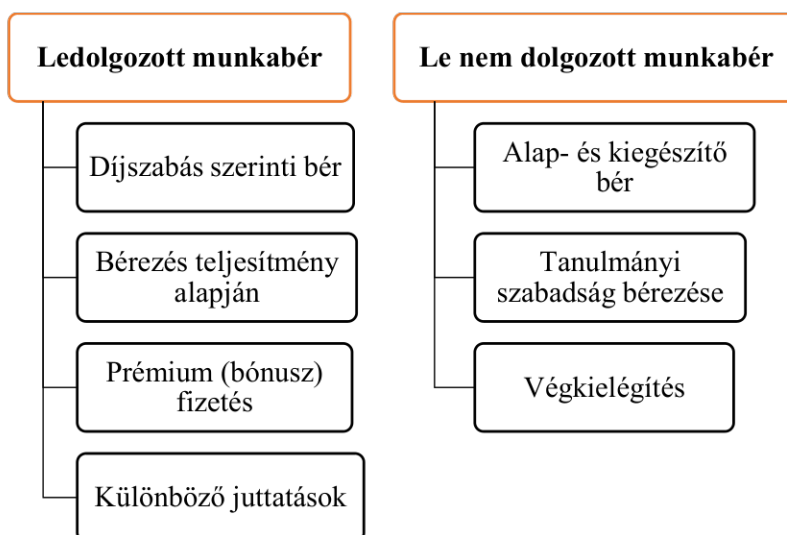 Ledolgozott munkabér
Díjszabás szerinti bér
Bérezés teljesítmény
alapján
Prémium (bónusz)
fizetés
Különböző juttatások
Le nem dolgozott munkabér
Alap- és kiegészítő
bér
Tanulmányi
szabadság bérezése
Végkielégítés